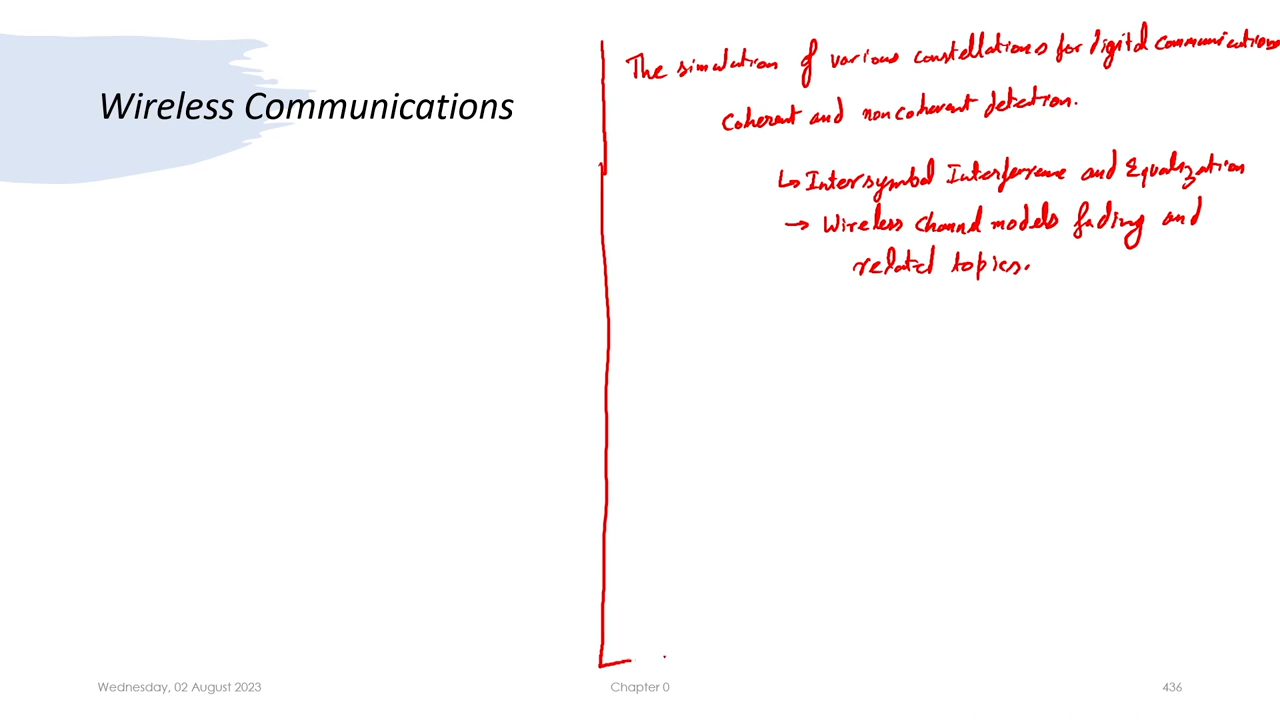 Wireless Communications
The simulation of various constellations for digital communications
coherent and noncoherent detection.
↳ Intersymbol Interference and Equalization
→ Wireless channel models fading and
related topics.
Wednesday, 02 August 2023
Chapter 0
436